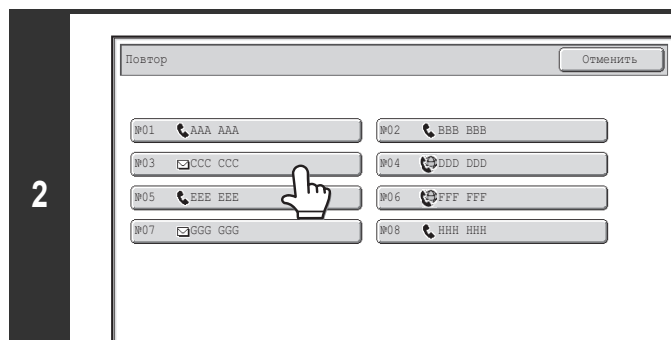 2
Повтор Отменить
№01 AAA AAA №02 BBB BBB
№03 CCC CCC №04 DDD DDD
№05 EEE EEE №06 FFF FFF
№07 GGG GGG №08 HHH HHH